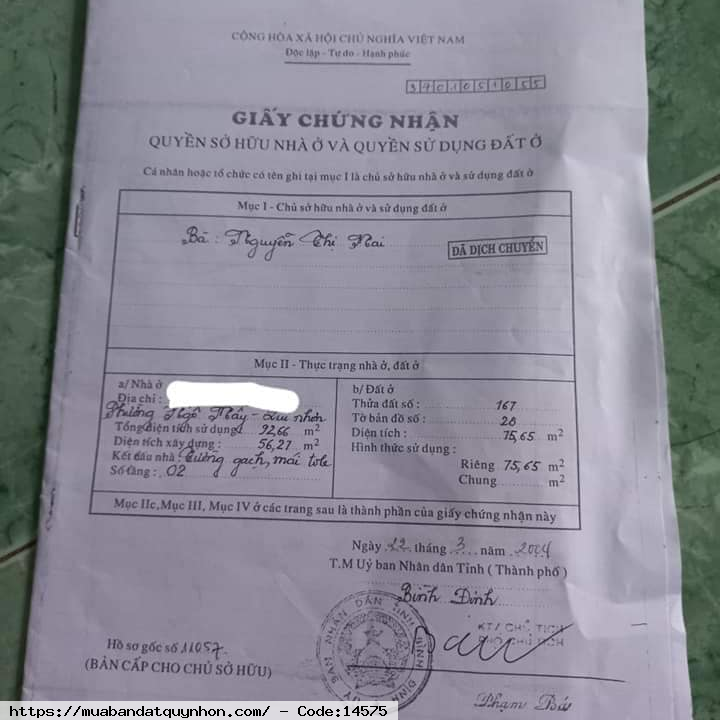 CỘNG HÒA XÃ HỘI CHỦ NGHĨA VIỆT NAM
Độc lập - Tự do - Hạnh phúc
3701051055
GIẤY CHỨNG NHẬN
QUYỀN SỞ HỮU NHÀ Ở VÀ QUYỀN SỬ DỤNG ĐẤT Ở
Cá nhân hoặc tổ chức có tên ghi tại mục I là chủ sở hữu nhà ở và sử dụng đất ở
Mục I - Chủ sở hữu nhà ở và sử dụng đất ở
Bà : Nguyễn Thị Mai
ĐÃ DỊCH CHUYỂN
Mục II - Thực trạng nhà ở, đất ở
a/ Nhà ở
Địa chỉ :
Phường Ngô Mây - Qui nhơn
Tổng diện tích sử dụng : 92,66 m2
Diện tích xây dựng : 56,27 m2
Kết cấu nhà : Tường gạch, mái tole
Số tầng : 02
b/ Đất ở
Thửa đất số : 167
Tờ bản đồ số : 28
Diện tích : 75,65 m2
Hình thức sử dụng :
Riêng 75,65 m2
Chung m2
Mục IIc, Mục III, Mục IV ở các trang sau là thành phần của giấy chứng nhận này
Ngày 22 tháng 3 năm 2004
T.M Uỷ ban Nhân dân Tỉnh ( Thành phố )
Bình Định
KT/ CHỦ TỊCH
PHÓ CHỦ TỊCH
Hồ sơ gốc số 11057
(BẢN CẤP CHO CHỦ SỞ HỮU)
Phạm
https://muabandatquynhon.com/ - Code:14575